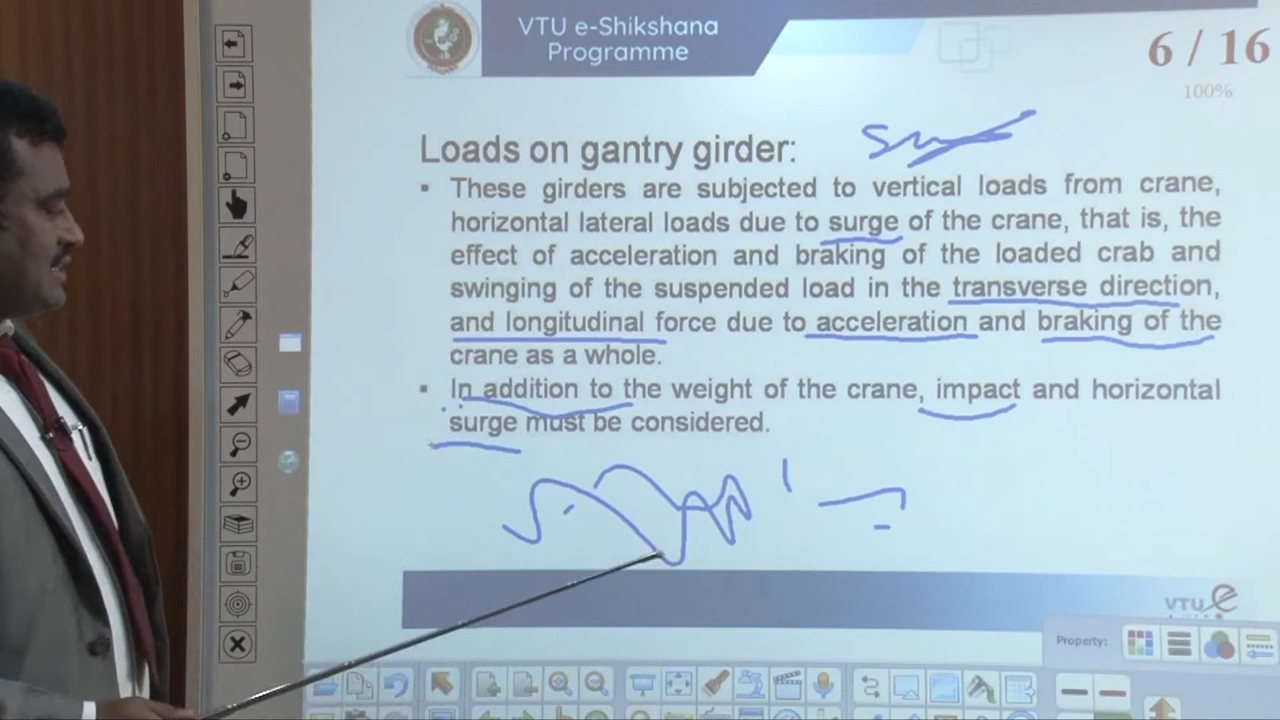 VTU e-Shikshana
Programme
6 / 16
100%
Loads on gantry girder:
▪ These girders are subjected to vertical loads from crane,
horizontal lateral loads due to surge of the crane, that is, the
effect of acceleration and braking of the loaded crab and
swinging of the suspended load in the transverse direction,
and longitudinal force due to acceleration and braking of the
crane as a whole.
▪ In addition to the weight of the crane, impact and horizontal
surge must be considered.
VTU e
Property: